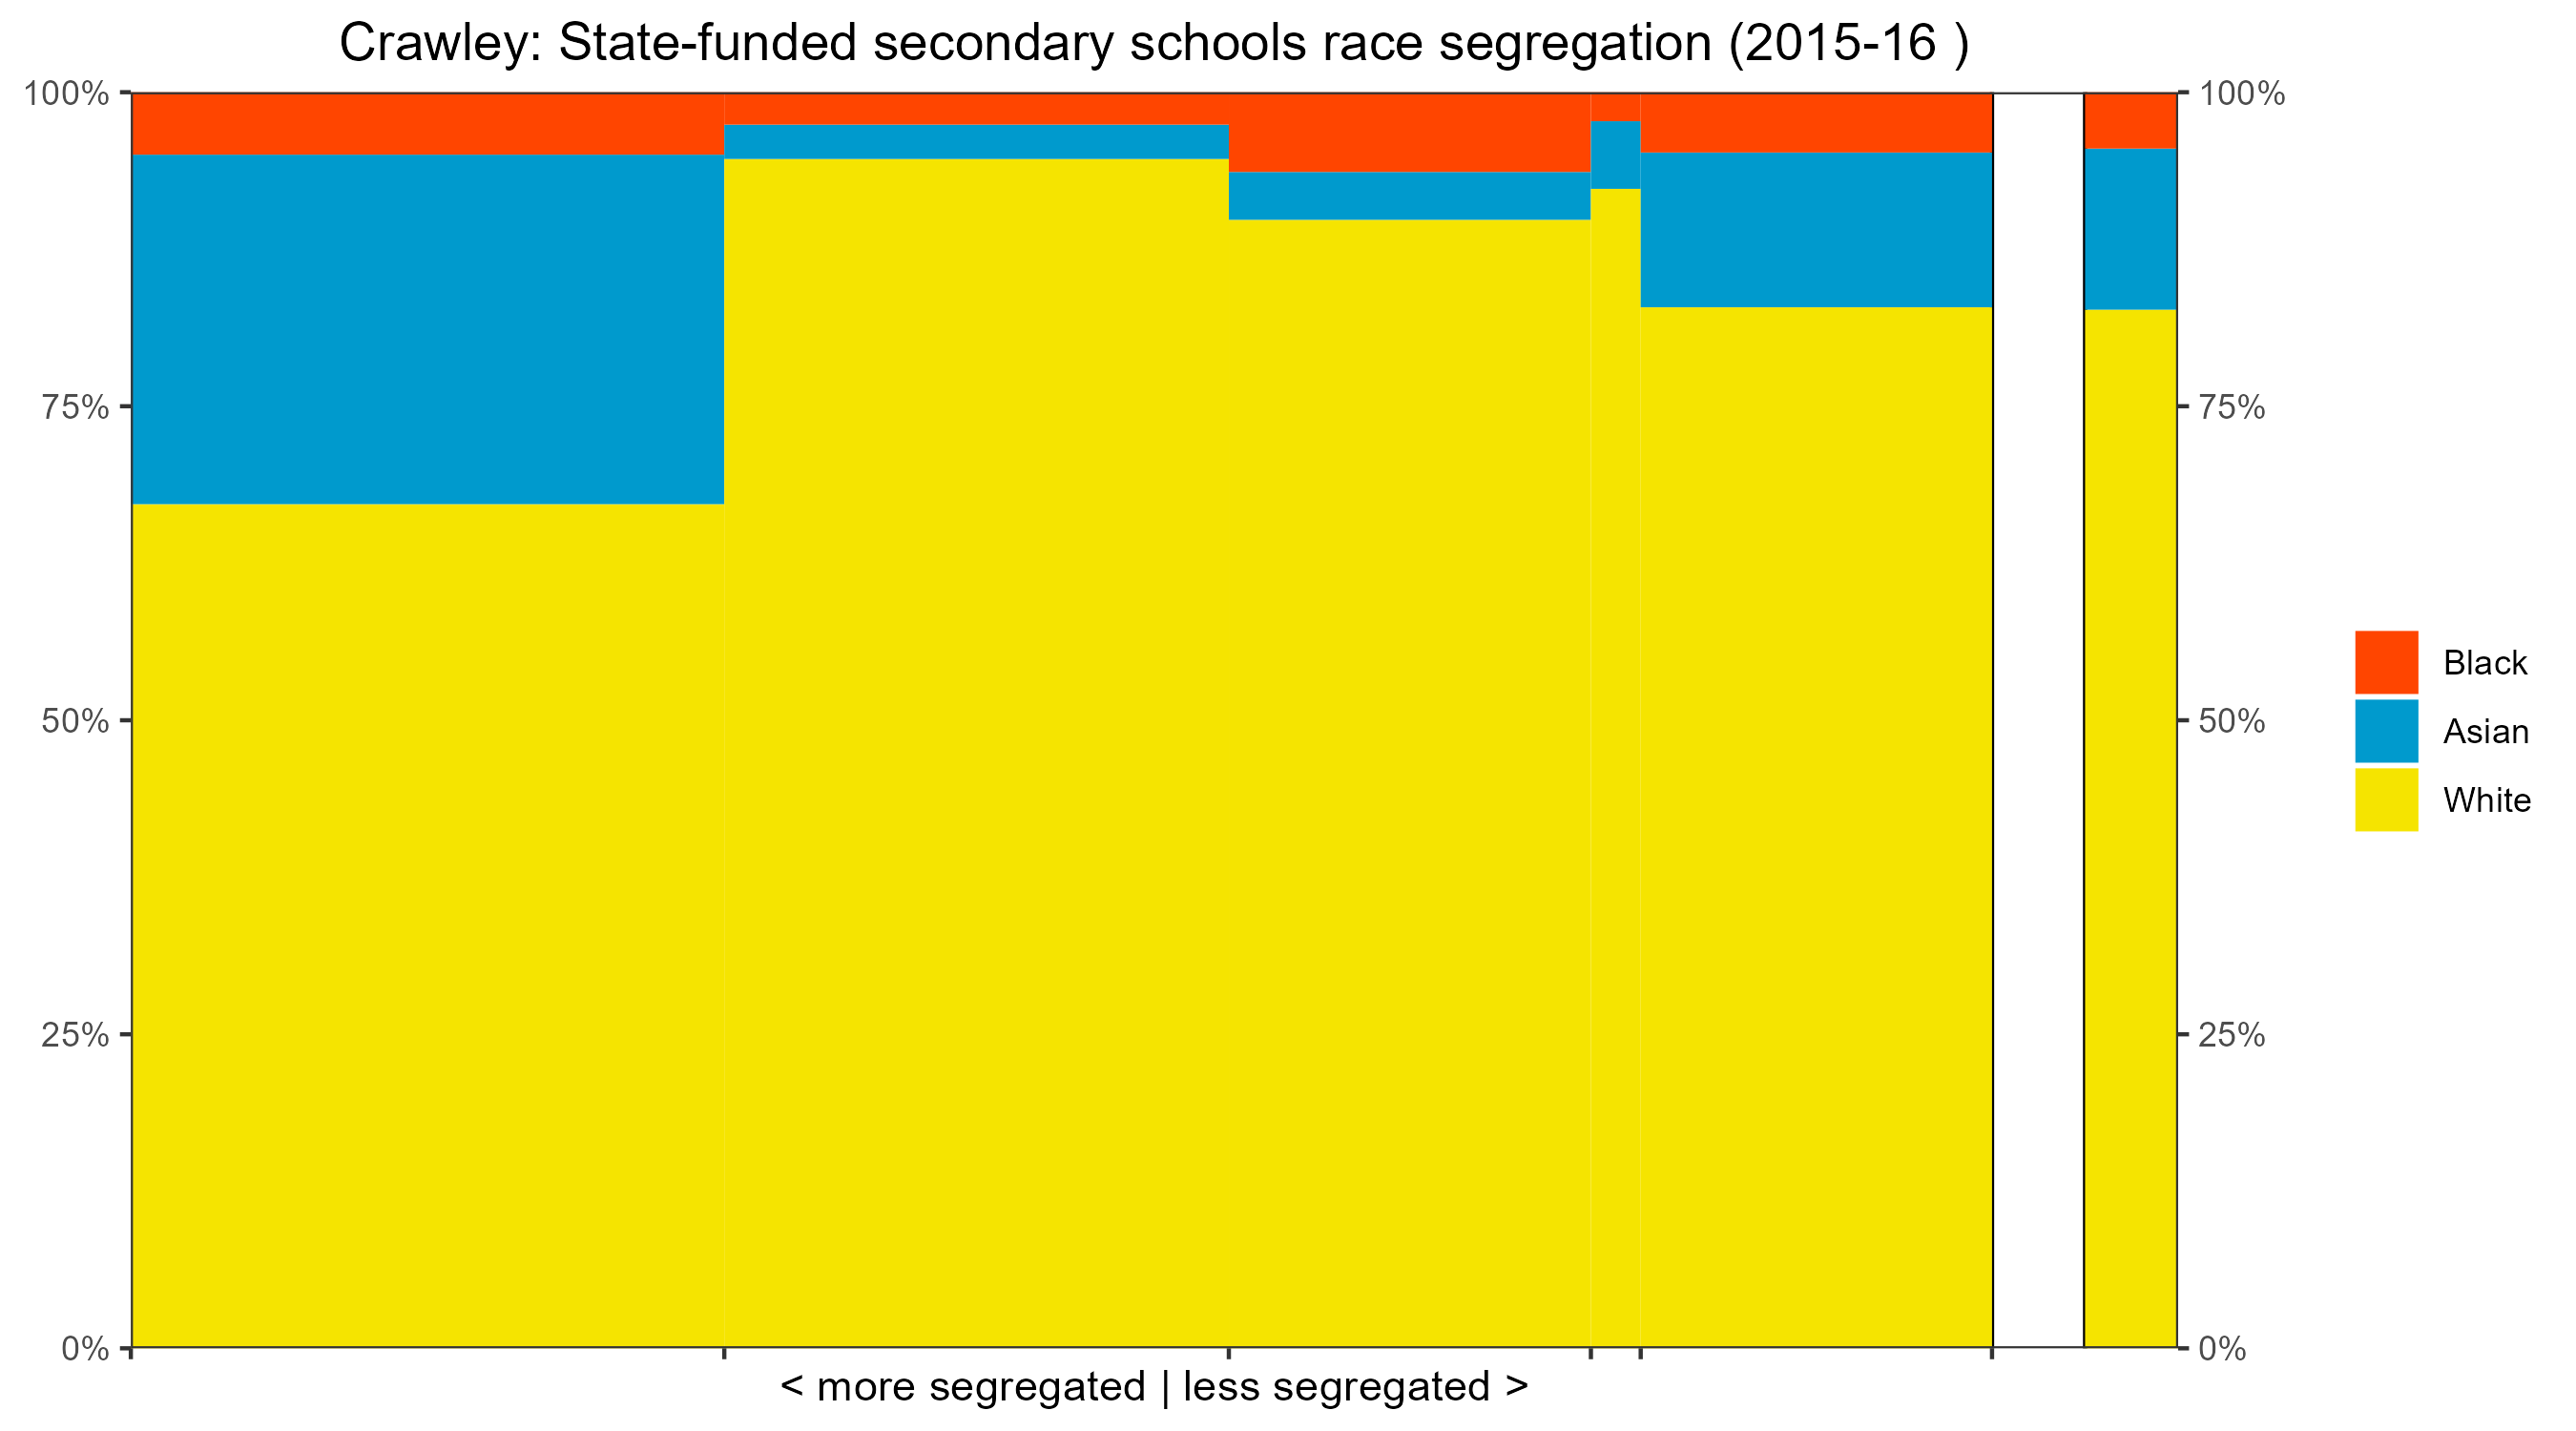 Crawley: State-funded secondary schools race segregation (2015-16 )
100%
75%
50%
25%
0%
100%
75%
50%
25%
0%
Black
Asian
White
< more segregated | less segregated >